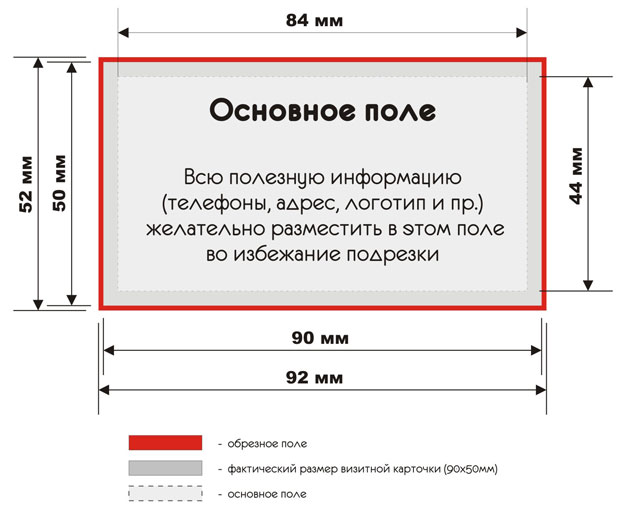 84 мм
Основное поле
Всю полезную информацию
(телефоны, адрес, логотип и пр.)
желательно разместить в этом поле
во избежание подрезки
52 мм
50 мм
44 мм
90 мм
92 мм
- обрезное поле
- фактический размер визитной карточки (90х50мм)
- основное поле